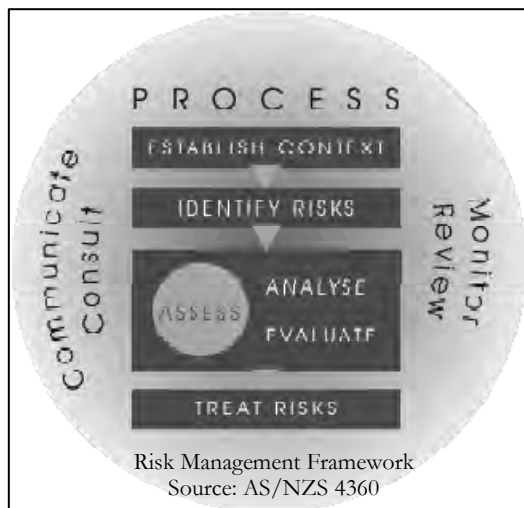 PROCESS
ESTABLISH CONTEXT
IDENTIFY RISKS
ASSESS
ANALYSE
EVALUATE
TREAT RISKS
Communicate
Consult
Monitor
Review
Risk Management Framework
Source: AS/NZS 4360